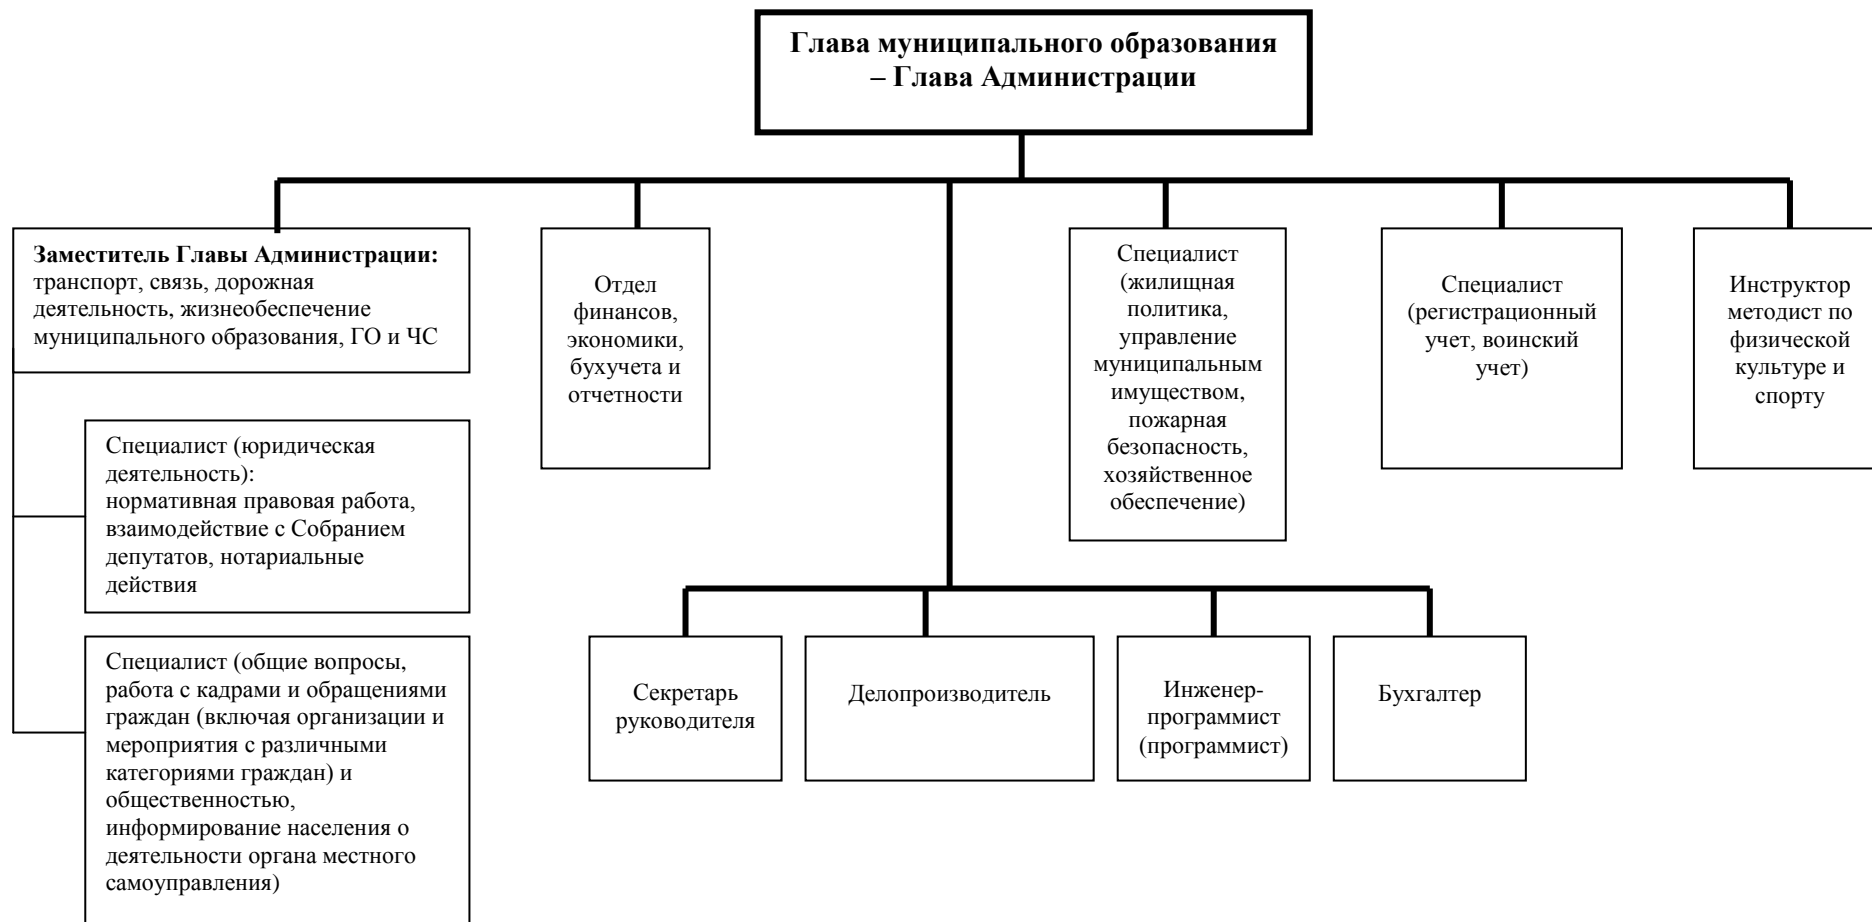 Глава муниципального образования
– Глава Администрации
Заместитель Главы Администрации:
транспорт, связь, дорожная
деятельность, жизнеобеспечение
муниципального образования, ГО и ЧС
Отдел
финансов,
экономики,
бухучета и
отчетности
Специалист
(жилищная
политика,
управление
муниципальным
имуществом,
пожарная
безопасность,
хозяйственное
обеспечение)
Специалист
(регистрационный
учет, воинский
учет)
Инструктор
методист по
физической
культуре и
спорту
Специалист (юридическая
деятельность):
нормативная правовая работа,
взаимодействие с Собранием
депутатов, нотариальные
действия
Специалист (общие вопросы,
работа с кадрами и обращениями
граждан (включая организации и
мероприятия с различными
категориями граждан) и
общественностью,
информирование населения о
деятельности органа местного
самоуправления)
Секретарь
руководителя
Делопроизводитель
Инженер-
программист
(программист)
Бухгалтер